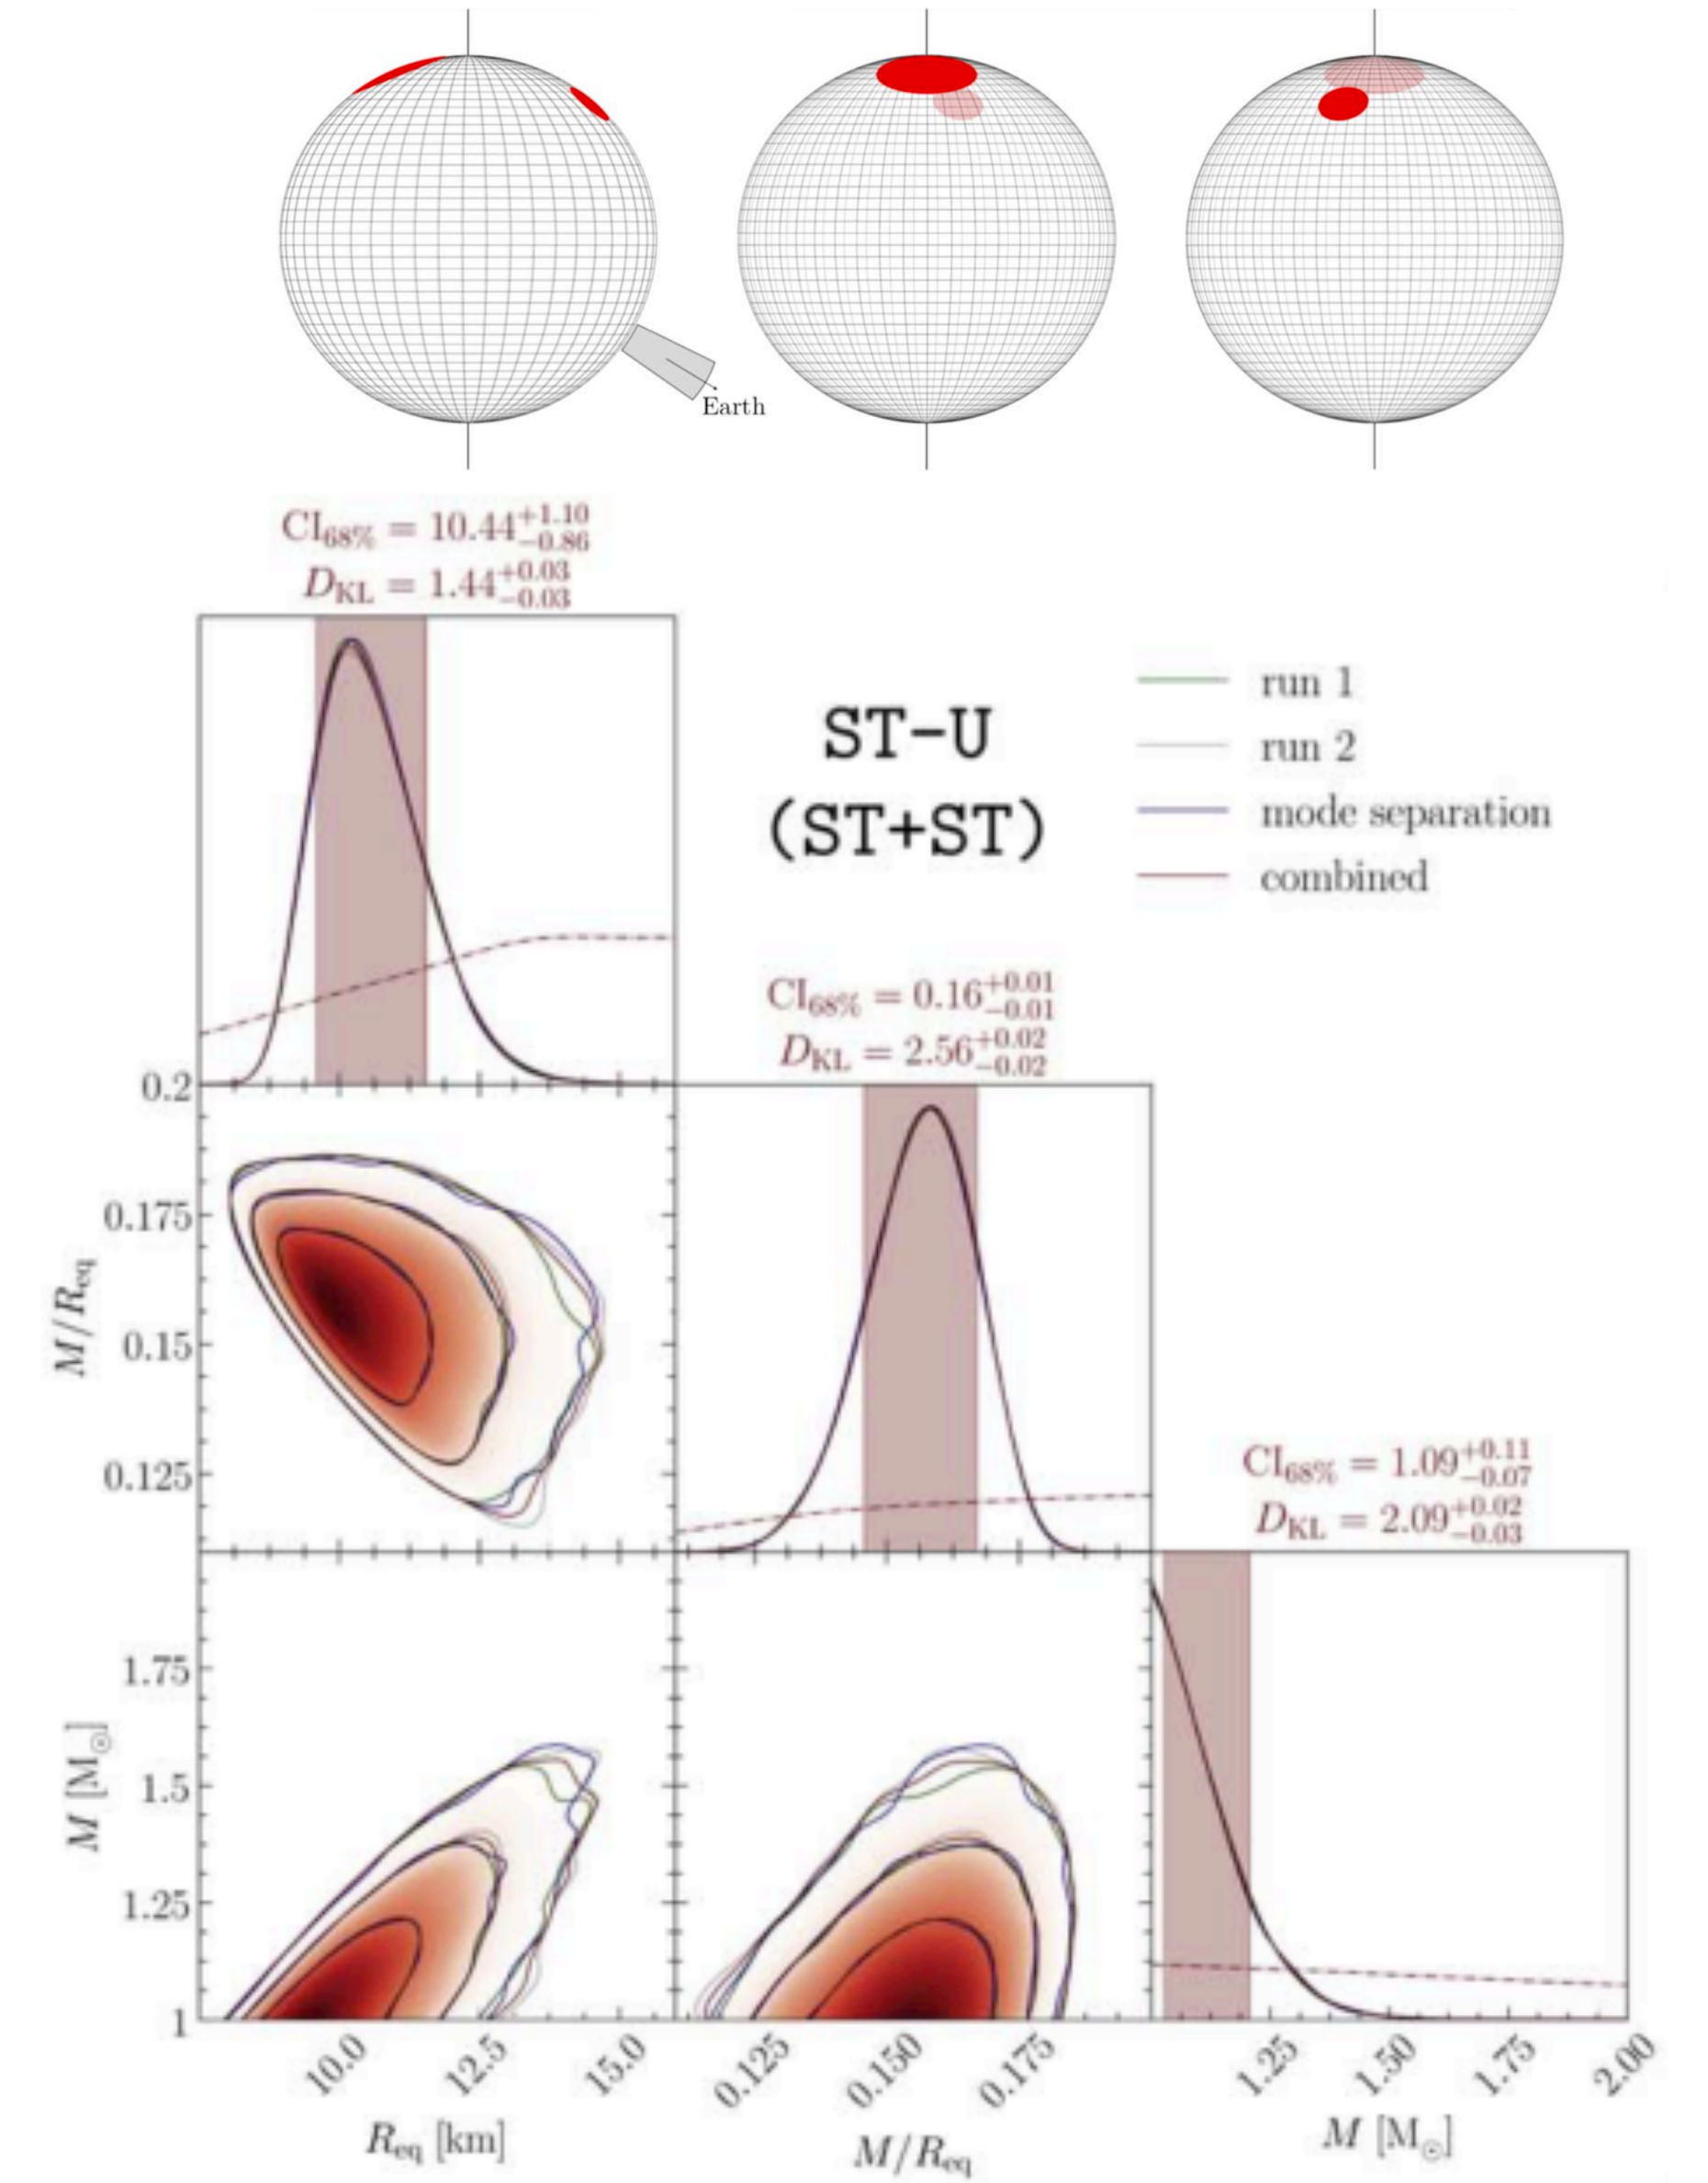 Earth
CI68% = 10.44+1.10−0.86
DKL = 1.44+0.03−0.03
ST-U
(ST+ST)
run 1
run 2
mode separation
combined
CI68% = 0.16+0.01−0.01
DKL = 2.56+0.02−0.02
0.2
0.175
0.15
0.125
M/Req
CI68% = 1.09+0.11−0.07
DKL = 2.09+0.02−0.03
1.75
1.5
1.25
1
M [M⊙]
10.0 12.5 15.0
0.125 0.150 0.175
1.25 1.50 1.75 2.00
Req [km]
M/Req
M [M⊙]